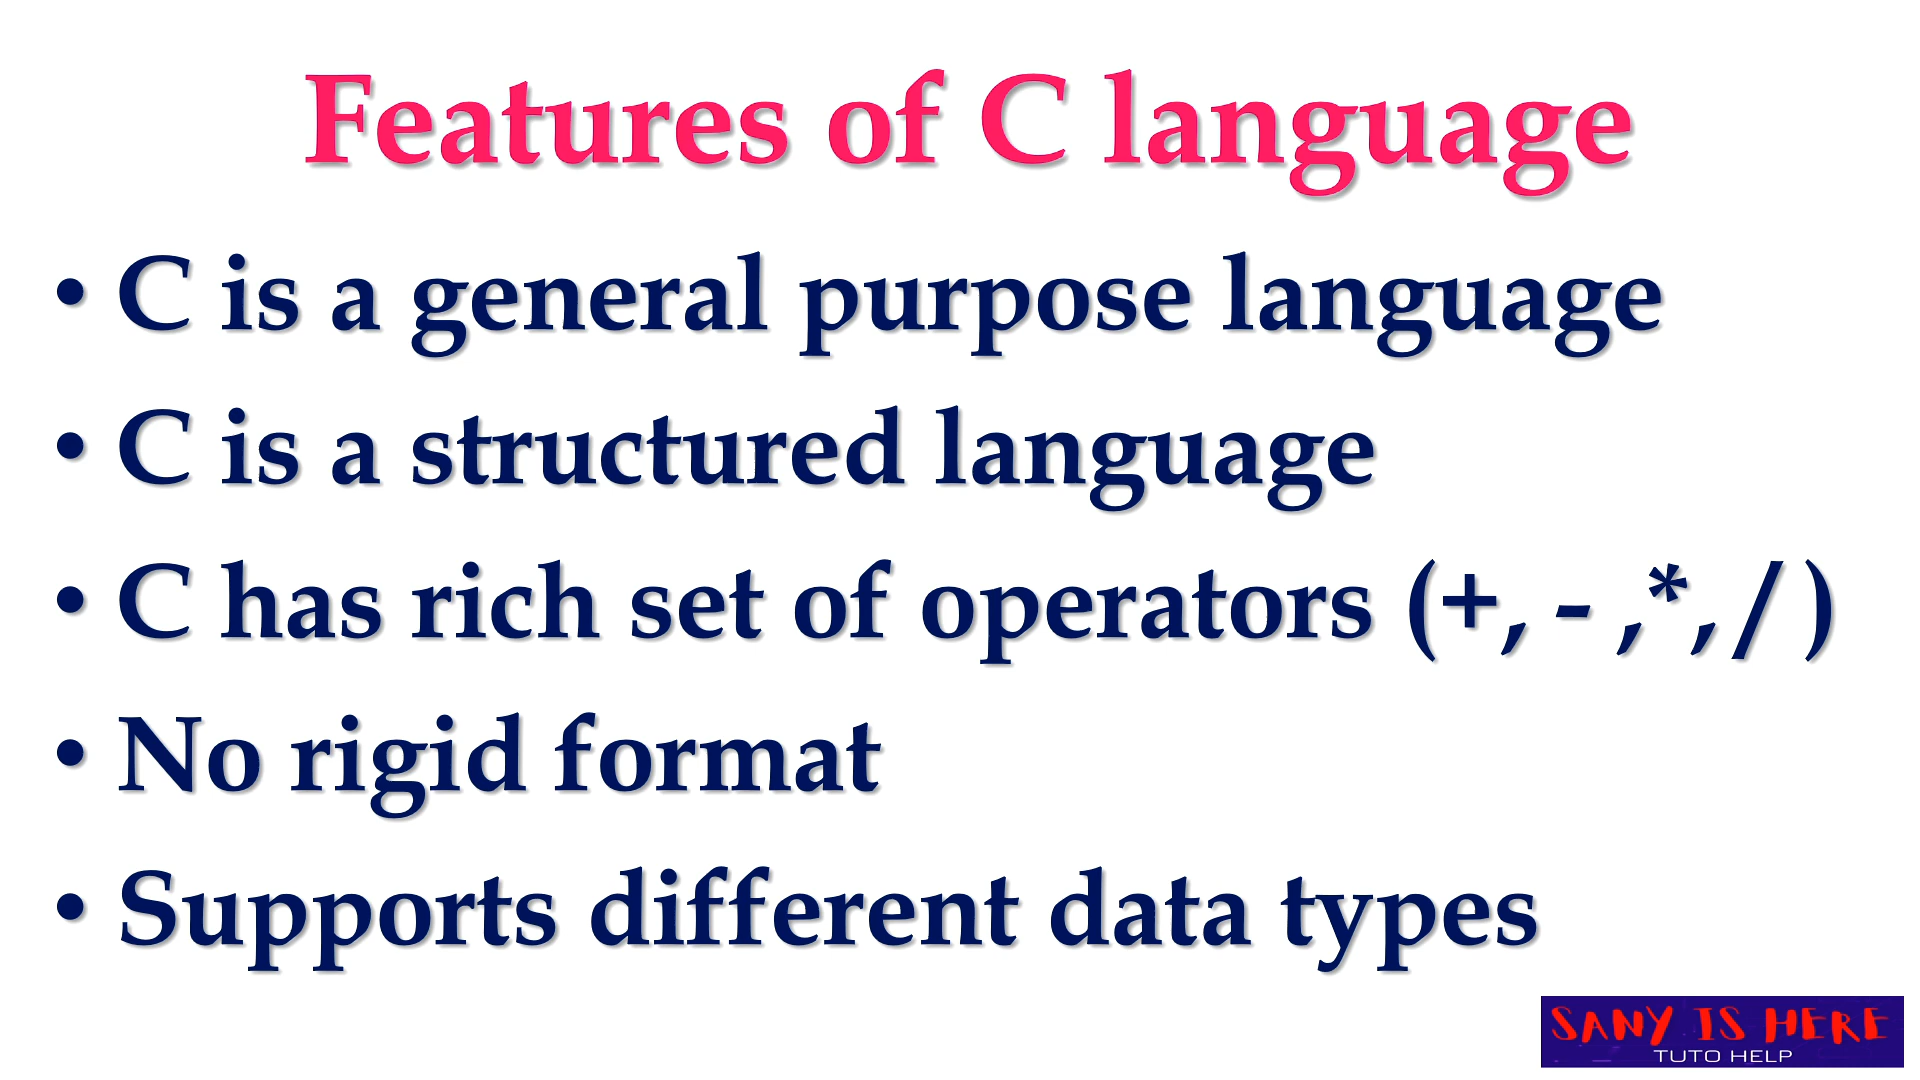 Features of C language
• C is a general purpose language
• C is a structured language
• C has rich set of operators (+, - ,*, / )
• No rigid format
• Supports different data types
SANY IS HERE
TUTO HELP